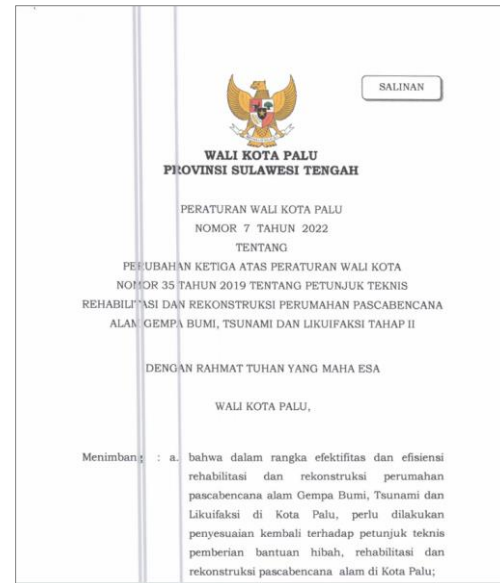 SALINAN
WALI KOTA PALU
PROVINSI SULAWESI TENGAH
PERATURAN WALI KOTA PALU
NOMOR 7 TAHUN 2022
TENTANG
PERUBAHAN KETIGA ATAS PERATURAN WALI KOTA
NOMOR 35 TAHUN 2019 TENTANG PETUNJUK TEKNIS
REHABILITASI DAN REKONSTRUKSI PERUMAHAN PASCABENCANA
ALAM GEMPA BUMI, TSUNAMI DAN LIKUIFAKSI TAHAP II
DENGAN RAHMAT TUHAN YANG MAHA ESA
WALI KOTA PALU,
Menimbang : a. bahwa dalam rangka efektifitas dan efisiensi
rehabilitasi dan rekonstruksi perumahan
pascabencana alam Gempa Bumi, Tsunami dan
Likuifaksi di Kota Palu, perlu dilakukan
penyesuaian kembali terhadap petunjuk teknis
pemberian bantuan hibah, rehabilitasi dan
rekonstruksi pascabencana alam di Kota Palu;